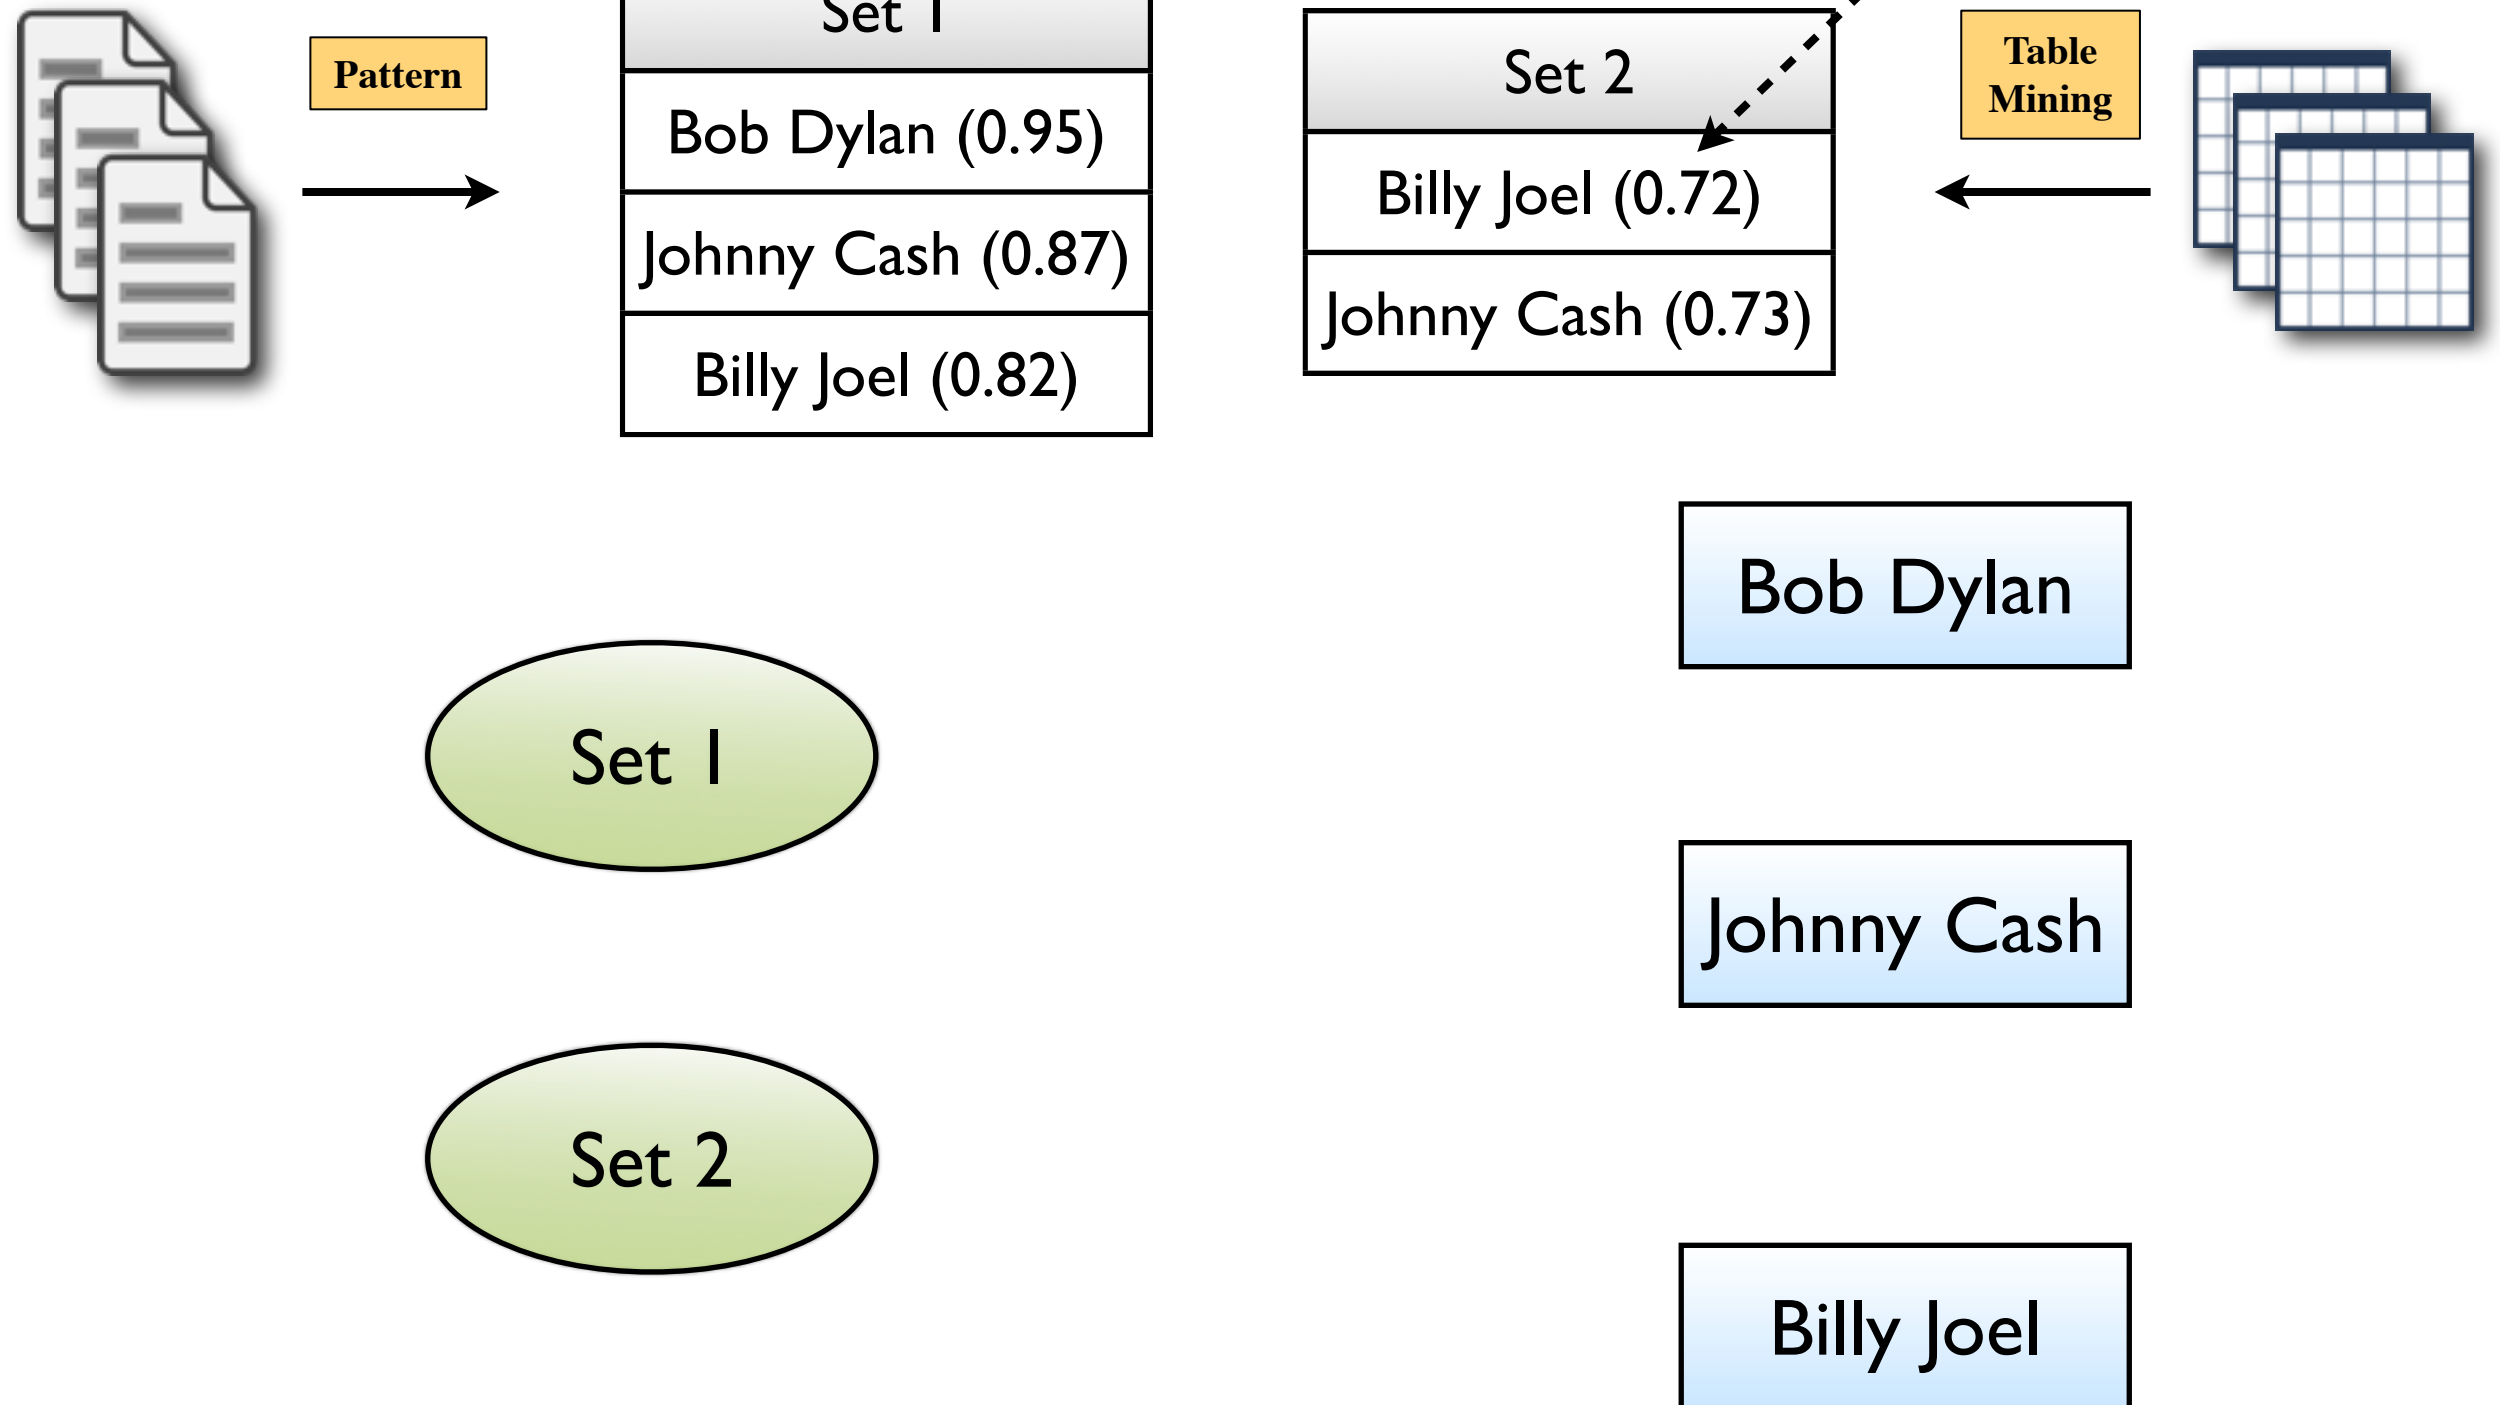 Pattern
Set 1
Bob Dylan (0.95)
Johnny Cash (0.87)
Billy Joel (0.82)
Set 2
Billy Joel (0.72)
Johnny Cash (0.73)
Table
Mining
Set 1
Set 2
Bob Dylan
Johnny Cash
Billy Joel